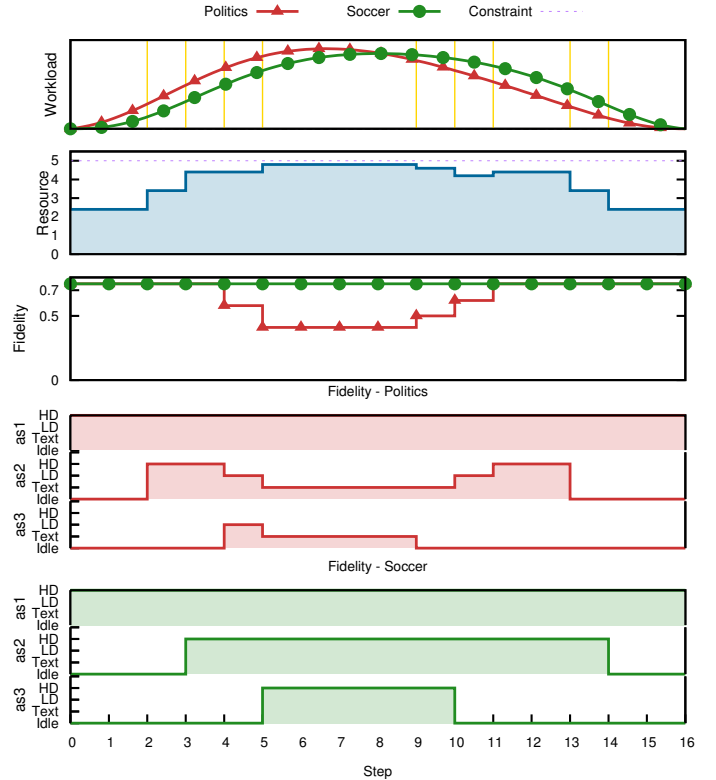 Politics Soccer Constraint
Workload
Resource
5
4
3
2
1
0
Fidelity
0.7
0.5
0
Fidelity - Politics
as1
HD
LD
Text
Idle
as2
HD
LD
Text
Idle
as3
HD
LD
Text
Idle
Fidelity - Soccer
as1
HD
LD
Text
Idle
as2
HD
LD
Text
Idle
as3
HD
LD
Text
Idle
0 1 2 3 4 5 6 7 8 9 10 11 12 13 14 15 16
Step